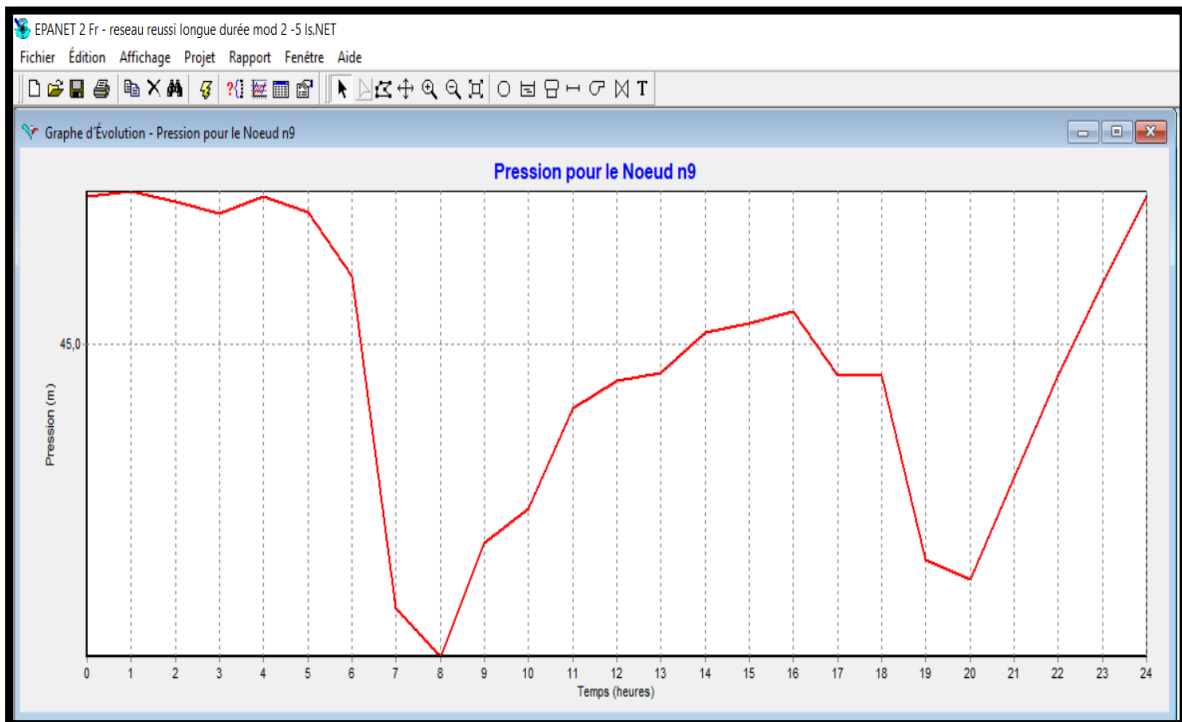 EPANET 2 Fr - reseau reussi longue durée mod 2 -5 ls.NET
Fichier Édition Affichage Projet Rapport Fenêtre Aide
T
Graphe d´Évolution - Pression pour le Noeud n9
Pression pour le Noeud n9
45,0
Pression (m)
0 1 2 3 4 5 6 7 8 9 10 11 12 13 14 15 16 17 18 19 20 21 22 23 24
Temps (heures)